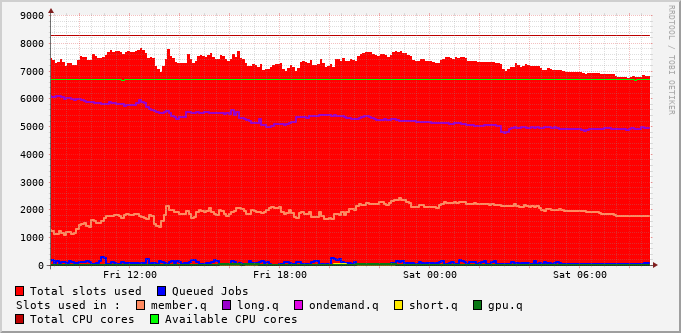 RRDTOOL / TOBI OETIKER
9000
8000
7000
6000
5000
4000
3000
2000
1000
0
Fri 12:00 Fri 18:00 Sat 00:00 Sat 06:00
Total slots used Queued Jobs
Slots used in : member.q long.q ondemand.q short.q gpu.q
Total CPU cores Available CPU cores